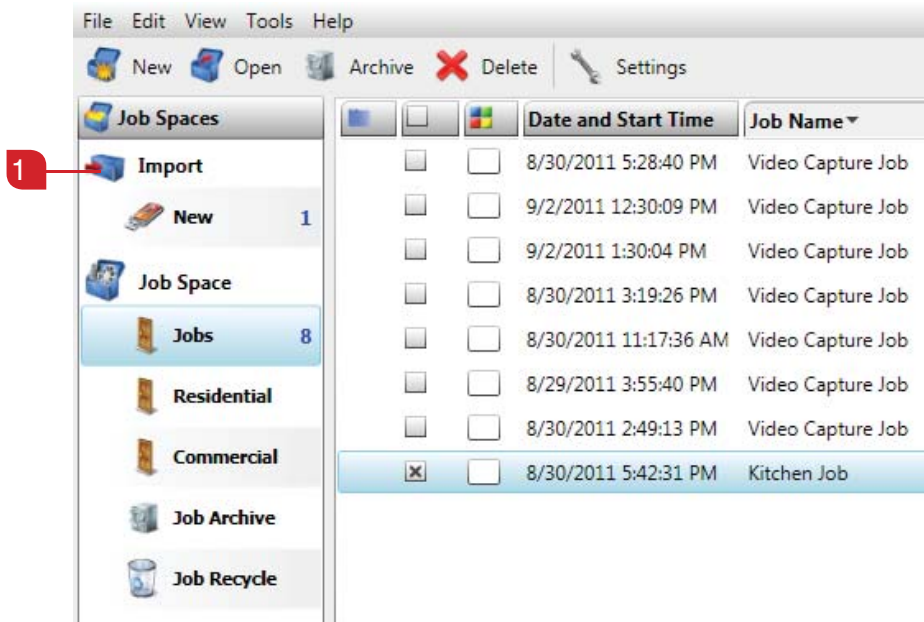 File Edit View Tools Help
New Open Archive Delete Settings
Job Spaces
Date and Start Time Job Name
1
Import
New 1
Job Space
Jobs 8
Residential
Commercial
Job Archive
Job Recycle
8/30/2011 5:28:40 PM Video Capture Job
9/2/2011 12:30:09 PM Video Capture Job
9/2/2011 1:30:04 PM Video Capture Job
8/30/2011 3:19:26 PM Video Capture Job
8/30/2011 11:17:36 AM Video Capture Job
8/29/2011 3:55:40 PM Video Capture Job
8/30/2011 2:49:13 PM Video Capture Job
8/30/2011 5:42:31 PM Kitchen Job